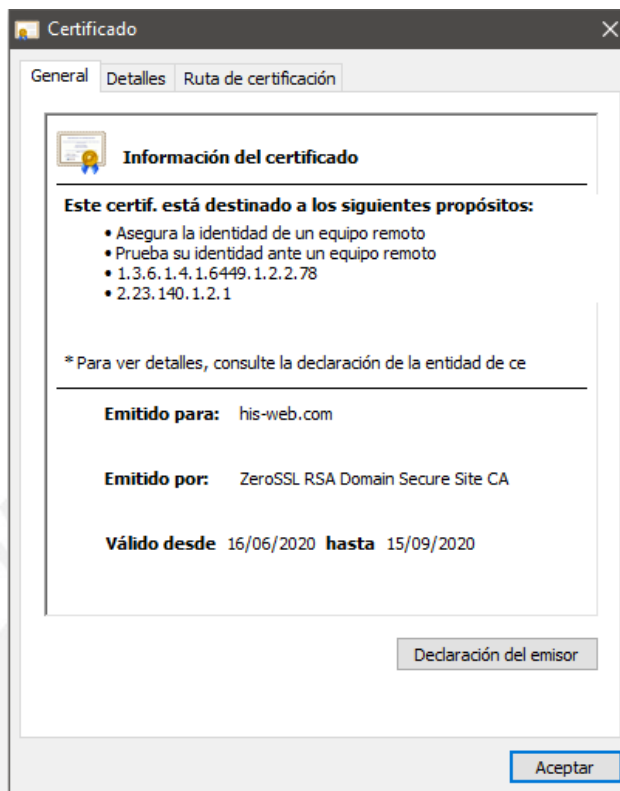 Certificado
General Detalles Ruta de certificación
Información del certificado
Este certif. está destinado a los siguientes propósitos:
• Asegura la identidad de un equipo remoto
• Prueba su identidad ante un equipo remoto
• 1.3.6.1.4.1.6449.1.2.2.78
• 2.23.140.1.2.1
* Para ver detalles, consulte la declaración de la entidad de ce
Emitido para: his-web.com
Emitido por: ZeroSSL RSA Domain Secure Site CA
Válido desde 16/06/2020 hasta 15/09/2020
Declaración del emisor
Aceptar